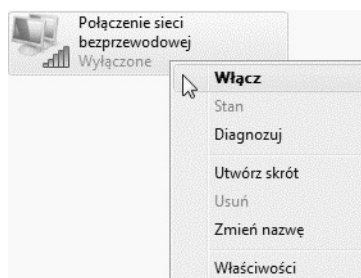 Połączenie sieci
bezprzewodowej
Wyłączone
Włącz
Stan
Diagnozuj
Utwórz skrót
Usuń
Zmień nazwę
Właściwości